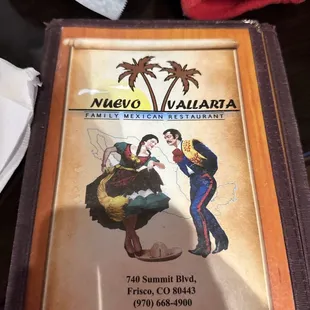 NUEVO VALLARTA
FAMILY MEXICAN RESTAURANT
740 Summit Blvd,
Frisco, CO 80443
(970) 668-4900